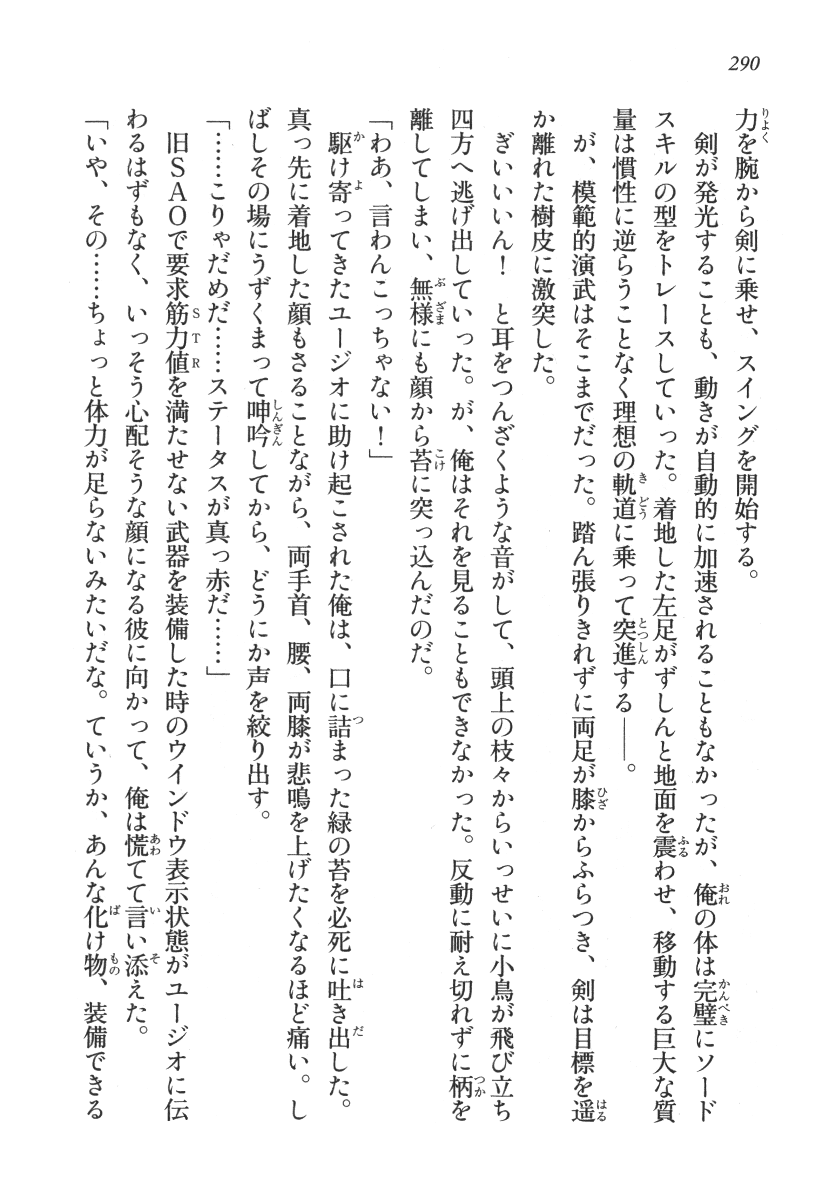 290
力を腕から剣に乗せ、スイングを開始する。
剣が発光することも、動きが自動的に加速されることもなかったが、俺の体は完璧にソード
スキルの型をトレースしていった。着地した左足がずしんと地面を震わせ、移動する巨大な質
量は慣性に逆らうことなく理想の軌道に乗って突進する――。
が、模範的演武はそこまでだった。踏ん張りきれずに両足が膝からふらつき、剣は目標を遥
か離れた樹皮に激突した。
ぎいいいん！　と耳をつんざくような音がして、頭上の枝々からいっせいに小鳥が飛び立ち
四方へ逃げ出していった。が、俺はそれを見ることもできなかった。反動に耐え切れずに柄を
離してしまい、無様にも顔から苔に突っ込んだのだ。
「わあ、言わんこっちゃない！」
駆け寄ってきたユージオに助け起こされた俺は、口に詰まった緑の苔を必死に吐き出した。
真っ先に着地した顔もさることながら、両手首、腰、両膝が悲鳴を上げたくなるほど痛い。し
ばしその場にうずくまって呻吟してから、どうにか声を絞り出す。
「……こりゃだめだ……ステータスが真っ赤だ……」
旧ＳＡＯで要求筋力値を満たせない武器を装備した時のウインドウ表示状態がユージオに伝
わるはずもなく、いっそう心配そうな顔になる彼に向かって、俺は慌てて言い添えた。
「いや、その……ちょっと体力が足らないみたいだな。ていうか、あんな化け物、装備できる